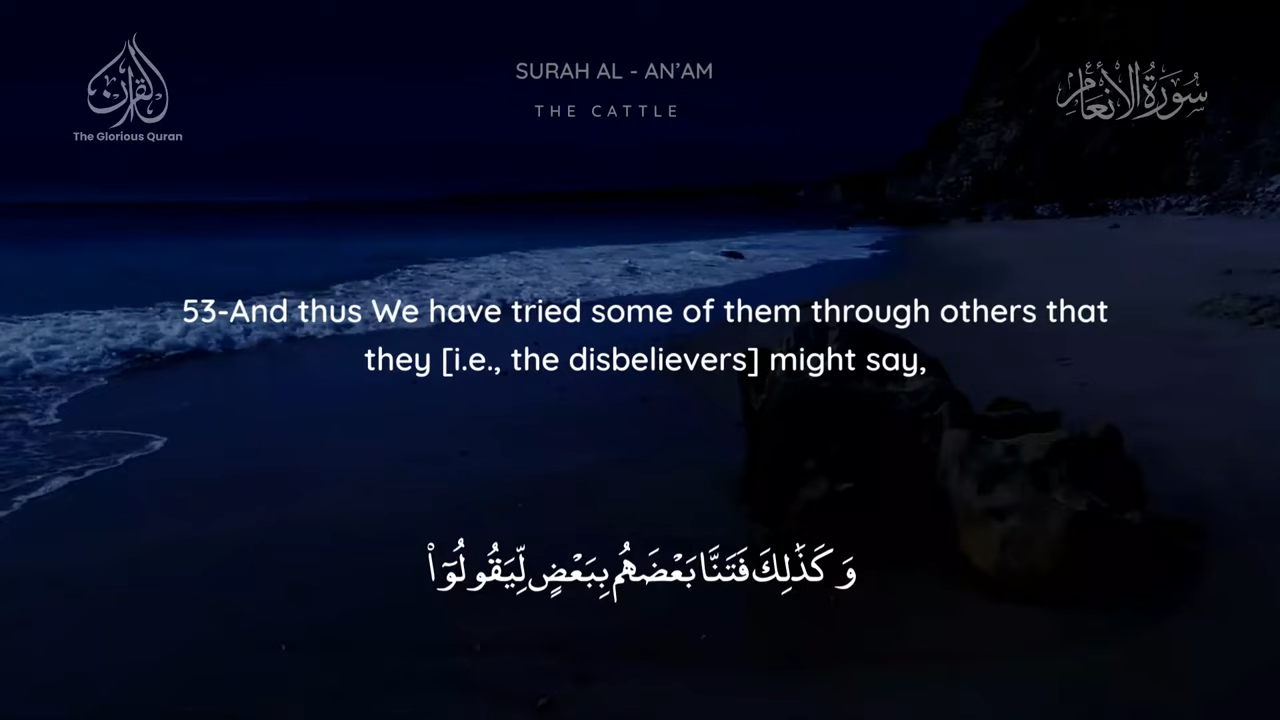 القرآن
The Glorious Quran
SURAH AL - AN’AM
THE CATTLE
سُورَةُ الأَنْعَام
53-And thus We have tried some of them through others that
they [i.e., the disbelievers] might say,
وَكَذَٰلِكَ فَتَنَّا بَعْضَهُم بِبَعْضٍ لِّيَقُولُوٓا۟